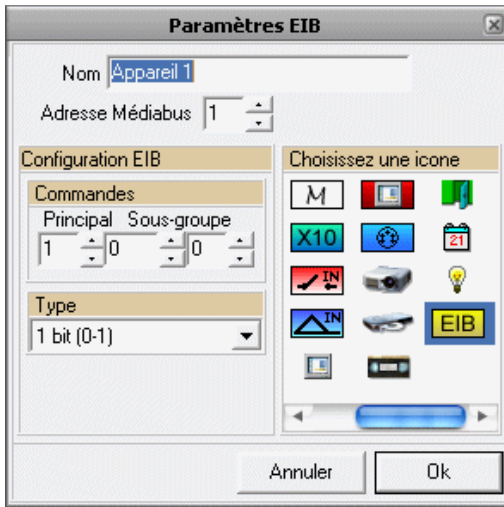 Paramètres EIB
Nom Appareil 1
Adresse Médiabus 1
Configuration EIB
Commandes
Principal Sous-groupe
1 0 0
Type
1 bit (0-1)
Choisissez une icone
M
X10
21
IN
IN
EIB
Annuler Ok